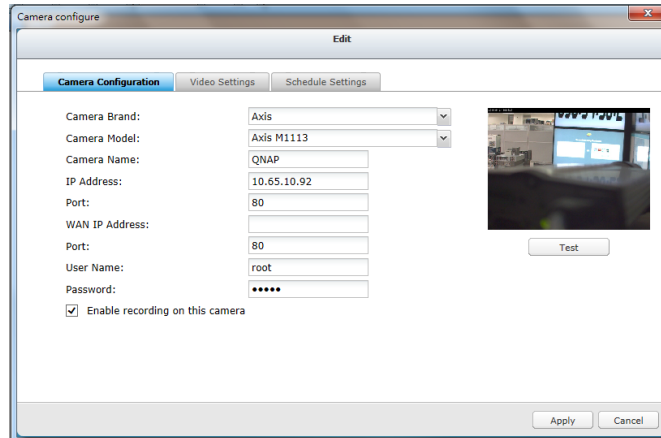 Camera configure
Edit
Camera Configuration Video Settings Schedule Settings
Camera Brand: Axis
Camera Model: Axis M1113
Camera Name: QNAP
IP Address: 10.65.10.92
Port: 80
WAN IP Address:
Port: 80
User Name: root
Password: •••••
Enable recording on this camera
Test
Apply Cancel